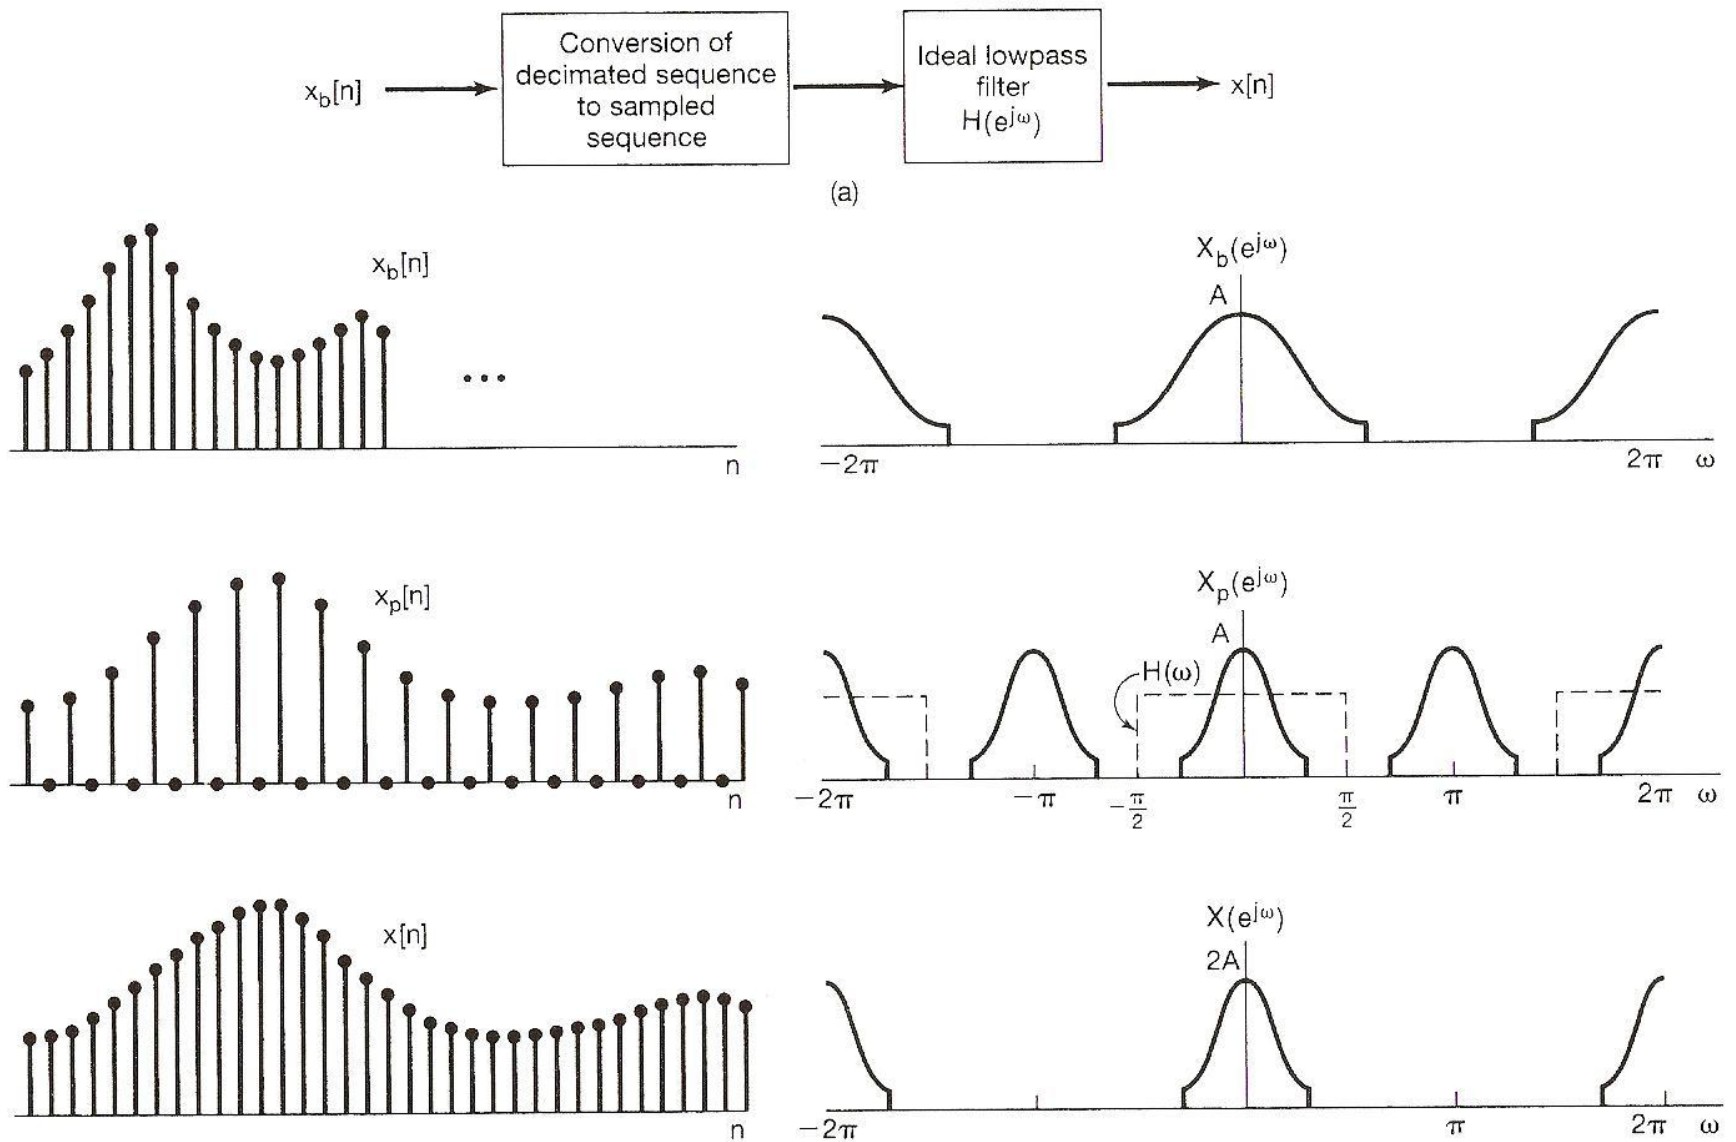 x_b[n]
Conversion of
decimated sequence
to sampled
sequence
Ideal lowpass
filter
H(e^jω)
x[n]
(a)
x_b[n]
...
n
X_b(e^jω)
A
−2π
2π
ω
x_p[n]
n
X_p(e^jω)
A
H(ω)
−2π
−π
−π/2
π/2
π
2π
ω
x[n]
n
X(e^jω)
2A
−2π
π
2π
ω